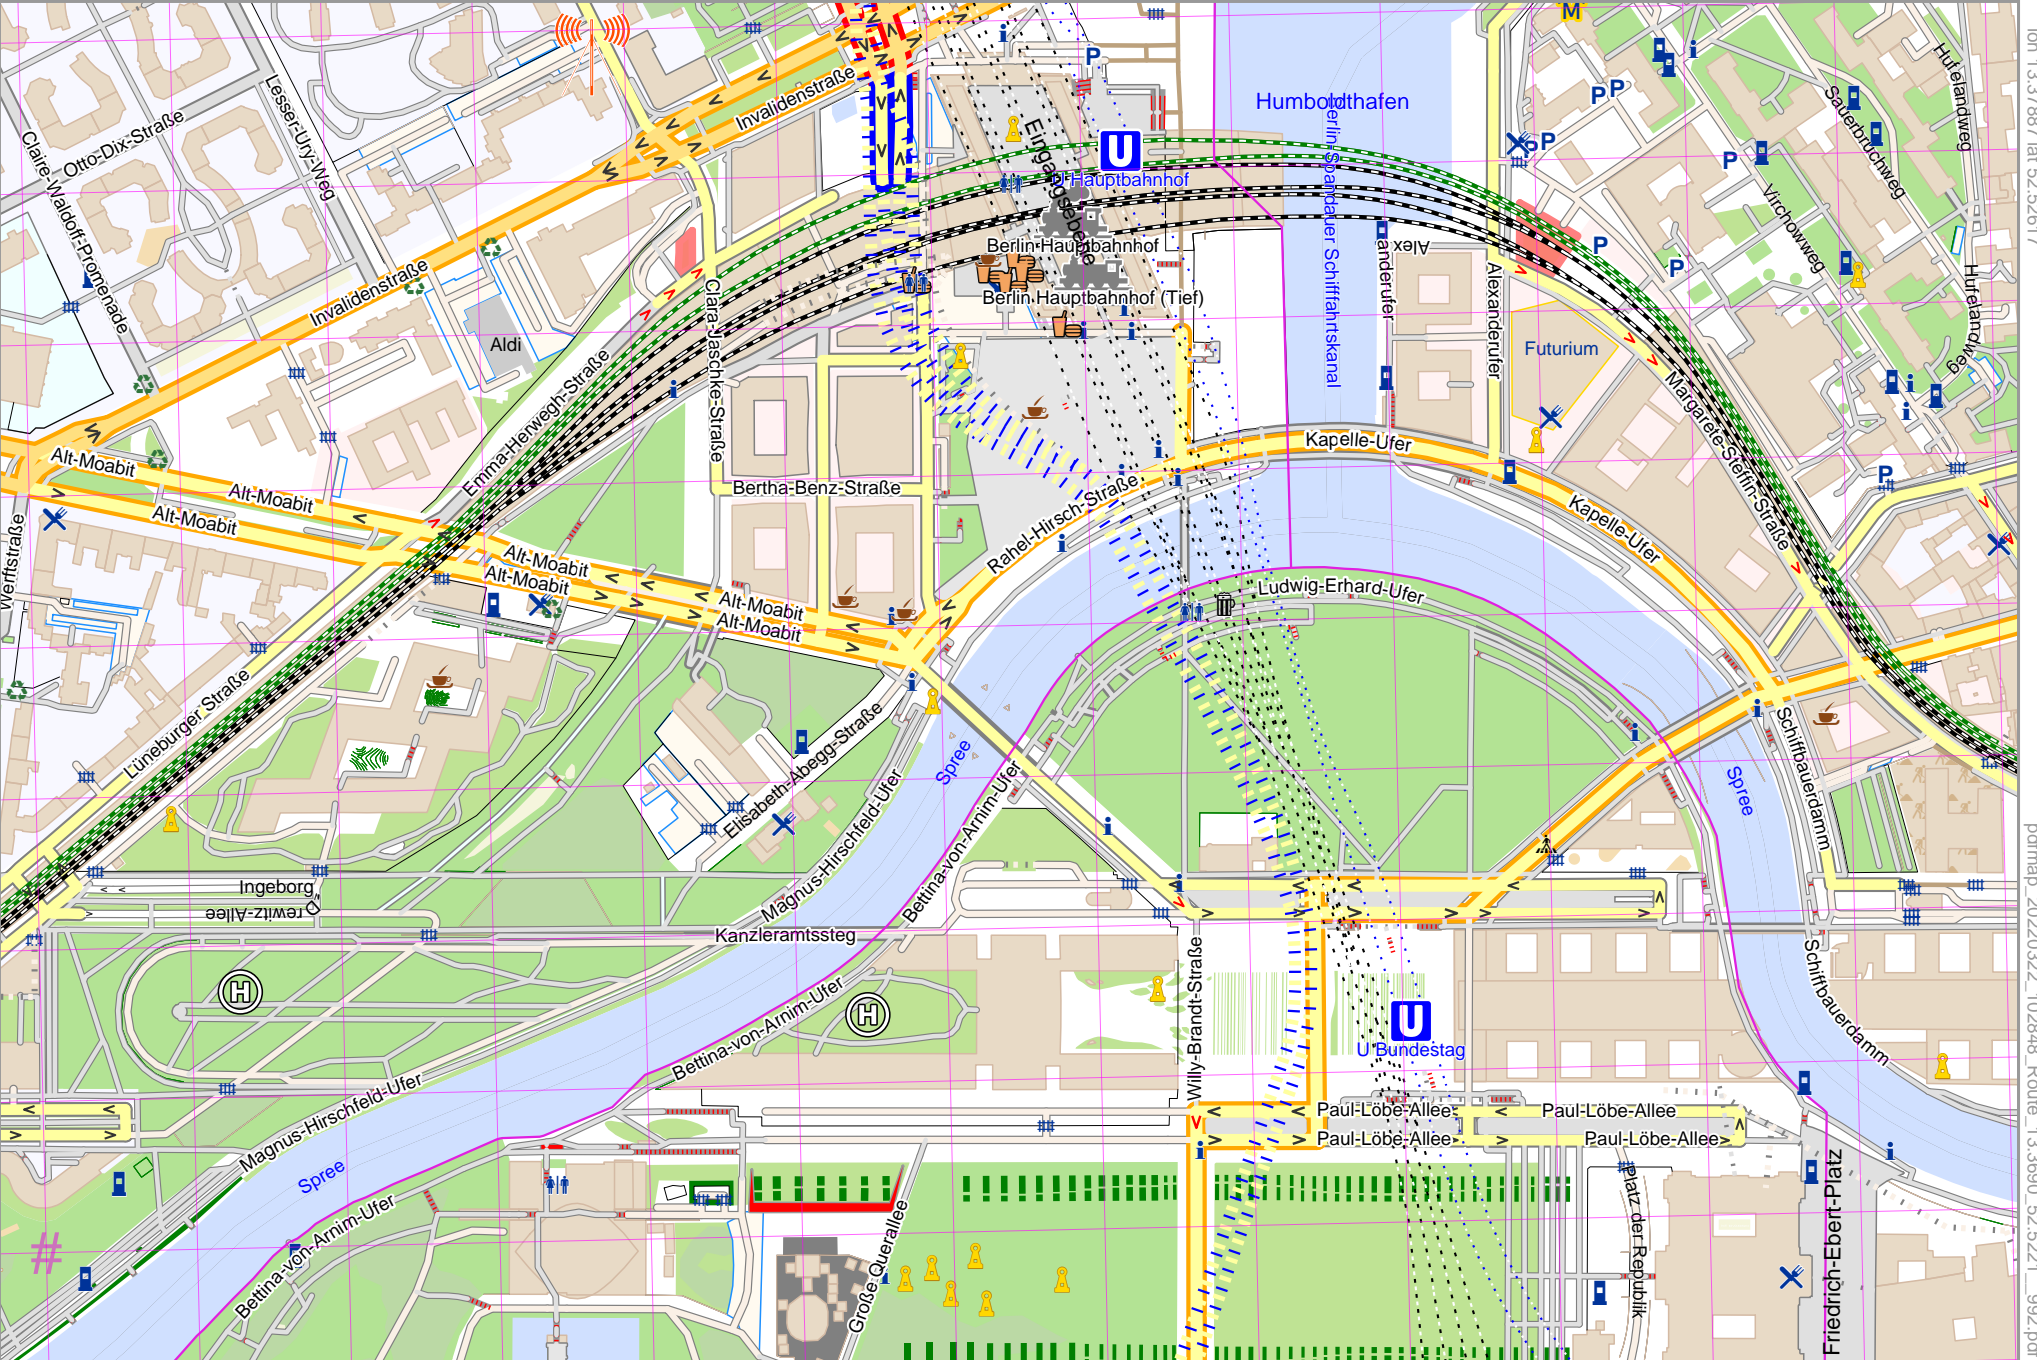 M
Humboldthafen
Invalidenstraße
Lesser-Ury-Weg
Otto-Dix-Straße
Claire-Waldoff-Promenade
Hufelandweg
Sauerbruchweg
P
P
P
P
P
P
P
Eingangsebene
U
U Hauptbahnhof
Berlin-Spandauer Schifffahrtskanal
Virchowweg
Berlin Hauptbahnhof
Alex
anderufer
Berlin Hauptbahnhof (Tief)
Invalidenstraße
Alexanderufer
Hufelandweg
Aldi
Futurium
Clara-Jaschke-Straße
Emma-Herwegh-Straße
Margarete-Steffin-Straße
Kapelle-Ufer
Alt-Moabit
Alt-Moabit
Alt-Moabit
Bertha-Benz-Straße
Rahel-Hirsch-Straße
Kapelle-Ufer
P
Werftstraße
Alt-Moabit
Alt-Moabit
Alt-Moabit
Alt-Moabit
Ludwig-Erhard-Ufer
Lüneburger Straße
Elisabeth-Abegg-Straße
Spree
Spree
Schiffbauerdamm
Magnus-Hirschfeld-Ufer
Bettina-von-Arnim-Ufer
Ingeborg
Drewitz-Allee
Kanzleramtssteg
Willy-Brandt-Straße
Schiffbauerdamm
H
H
U
U Bundestag
Bettina-von-Arnim-Ufer
Magnus-Hirschfeld-Ufer
Paul-Löbe-Allee
Paul-Löbe-Allee
Paul-Löbe-Allee
Paul-Löbe-Allee
Spree
Bettina-von-Arnim-Ufer
#
Große Querallee
Platz der Republik
Friedrich-Ebert-Platz